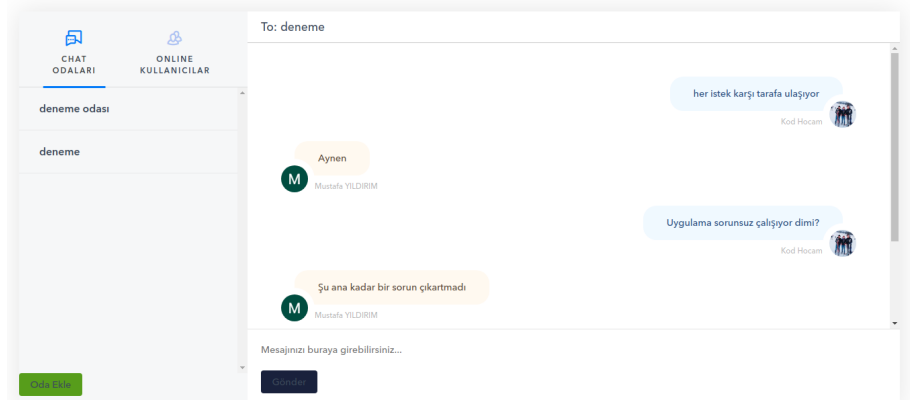 CHAT
ODALARI
ONLINE
KULLANICILAR
deneme odası
deneme
Oda Ekle
To: deneme
her istek karşı tarafa ulaşıyor
Kod Hocam
Aynen
M
Mustafa YILDIRIM
Uygulama sorunsuz çalışıyor dimi?
Kod Hocam
Şu ana kadar bir sorun çıkartmadı
M
Mustafa YILDIRIM
Mesajınızı buraya girebilirsiniz...
Gönder